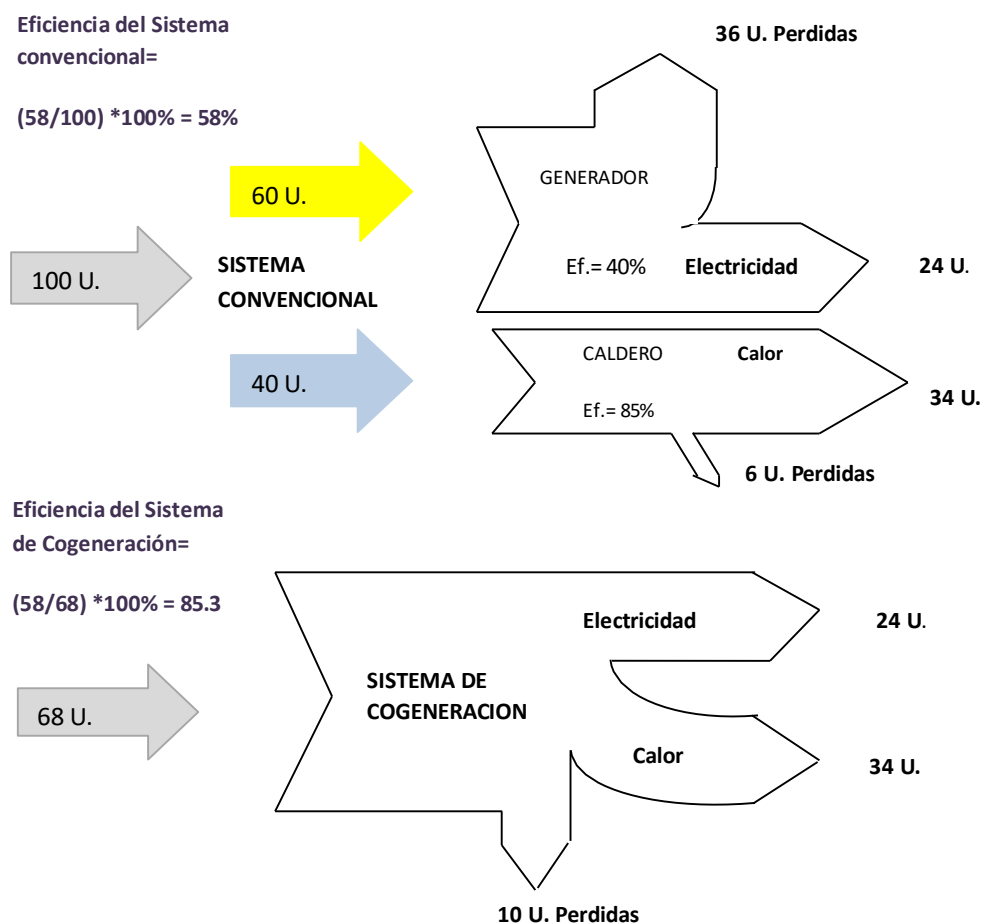 Eficiencia del Sistema
convencional=
(58/100) *100% = 58%
36 U. Perdidas
60 U.
GENERADOR
100 U.
SISTEMA
CONVENCIONAL
Ef.= 40%
Electricidad
24 U.
40 U.
CALDERO
Calor
Ef.= 85%
34 U.
6 U. Perdidas
Eficiencia del Sistema
de Cogeneración=
(58/68) *100% = 85.3
Electricidad
24 U.
68 U.
SISTEMA DE
COGENERACION
Calor
34 U.
10 U. Perdidas